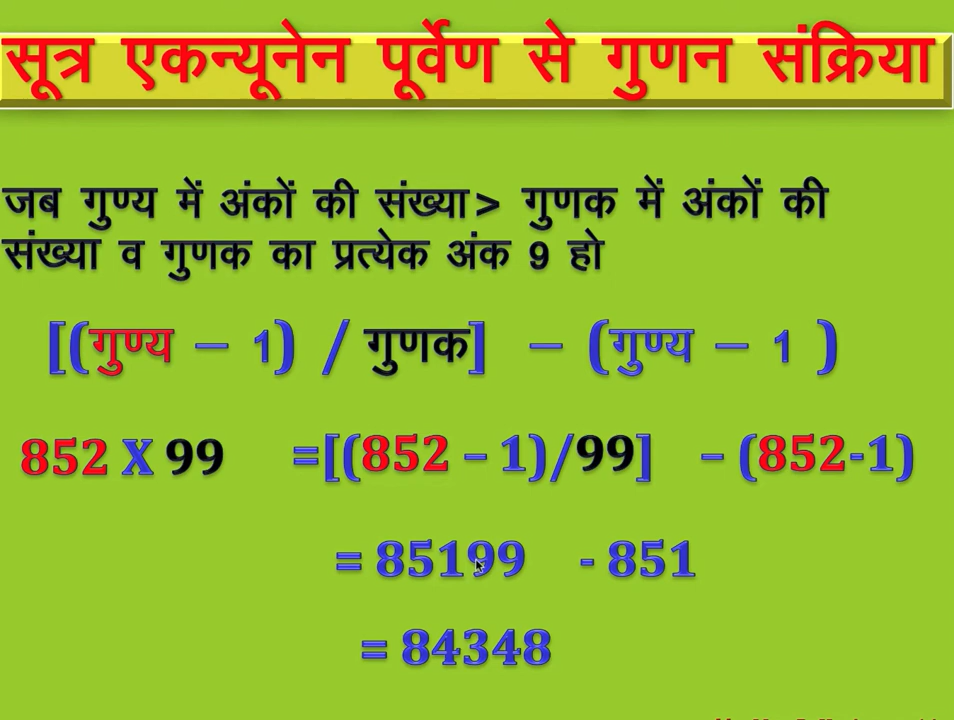 सूत्र एकन्यूनेन पूर्वेण से गुणन संक्रिया
जब गुण्य में अंकों की संख्या > गुणक में अंकों की
संख्या व गुणक का प्रत्येक अंक 9 हो
[(गुण्य – 1) / गुणक] – (गुण्य – 1 )
852 X 99 =[(852 – 1)/99] – (852-1)
= 85199 - 851
= 84348